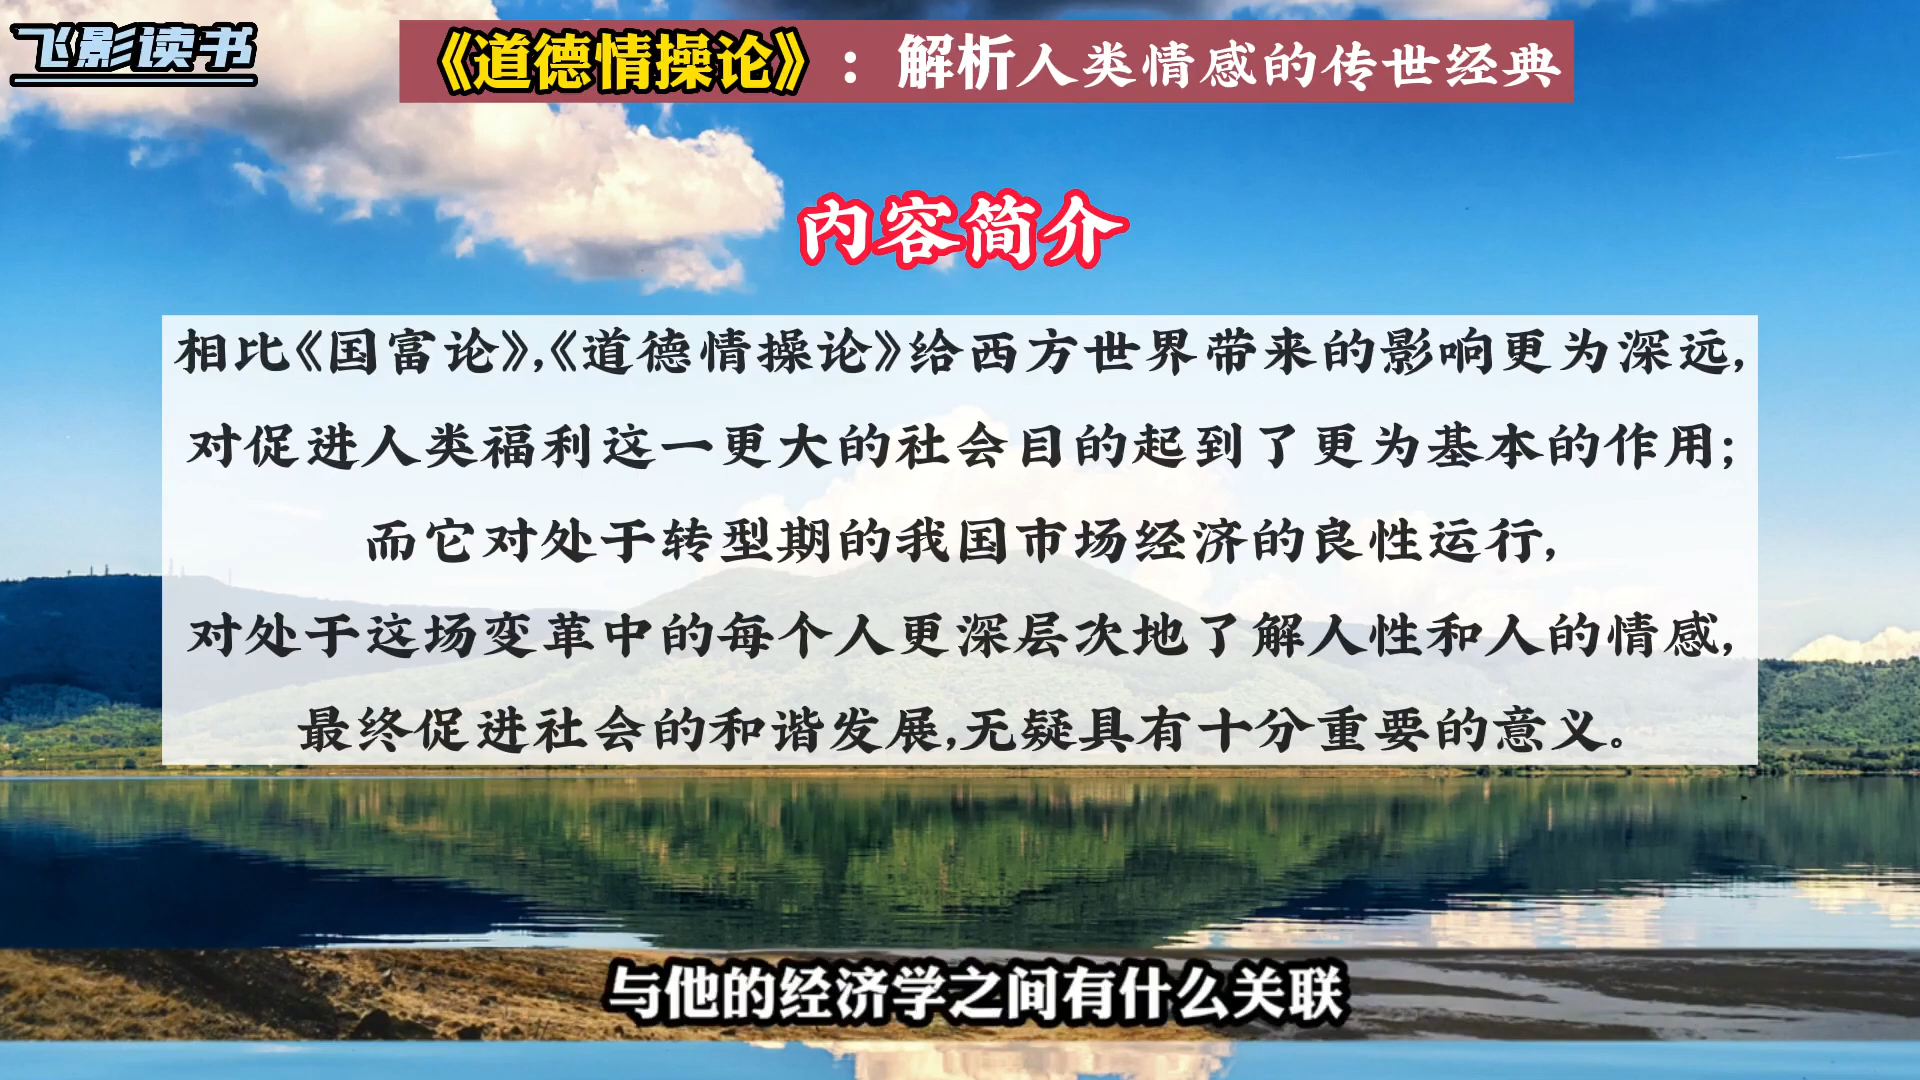 飞影读书
《道德情操论》：解析人类情感的传世经典
内容简介
相比《国富论》,《道德情操论》给西方世界带来的影响更为深远,
对促进人类福利这一更大的社会目的起到了更为基本的作用;
而它对处于转型期的我国市场经济的良性运行,
对处于这场变革中的每个人更深层次地了解人性和人的情感,
最终促进社会的和谐发展,无疑具有十分重要的意义。
与他的经济学之间有什么关联